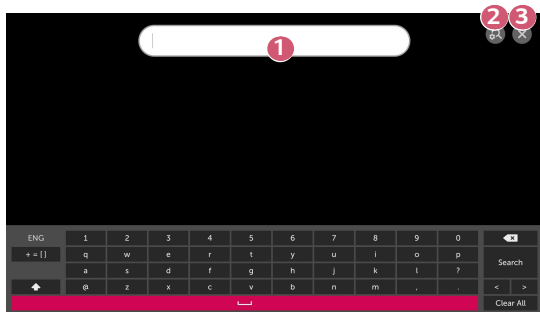 2 3
1
ENG 1 2 3 4 5 6 7 8 9 0
+ = [ ] q w e r t y u i o p
a s d f g h j k l ? Search
@ z x c v b n m , . < >
Clear All